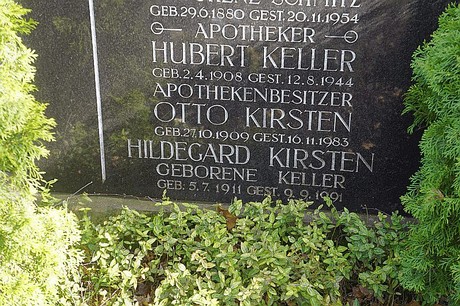 GEBORENE SCHMITZ
GEB.29.6.1880 GEST.20.11.1954
APOTHEKER
HUBERT KELLER
GEB.2.4.1908 GEST.12.8.1944
APOTHEKENBESITZER
OTTO KIRSTEN
GEB.27.10.1909 GEST.16.11.1983
HILDEGARD KIRSTEN
GEBORENE KELLER
GEB. 5.7.1911 GEST. 9.9.1991